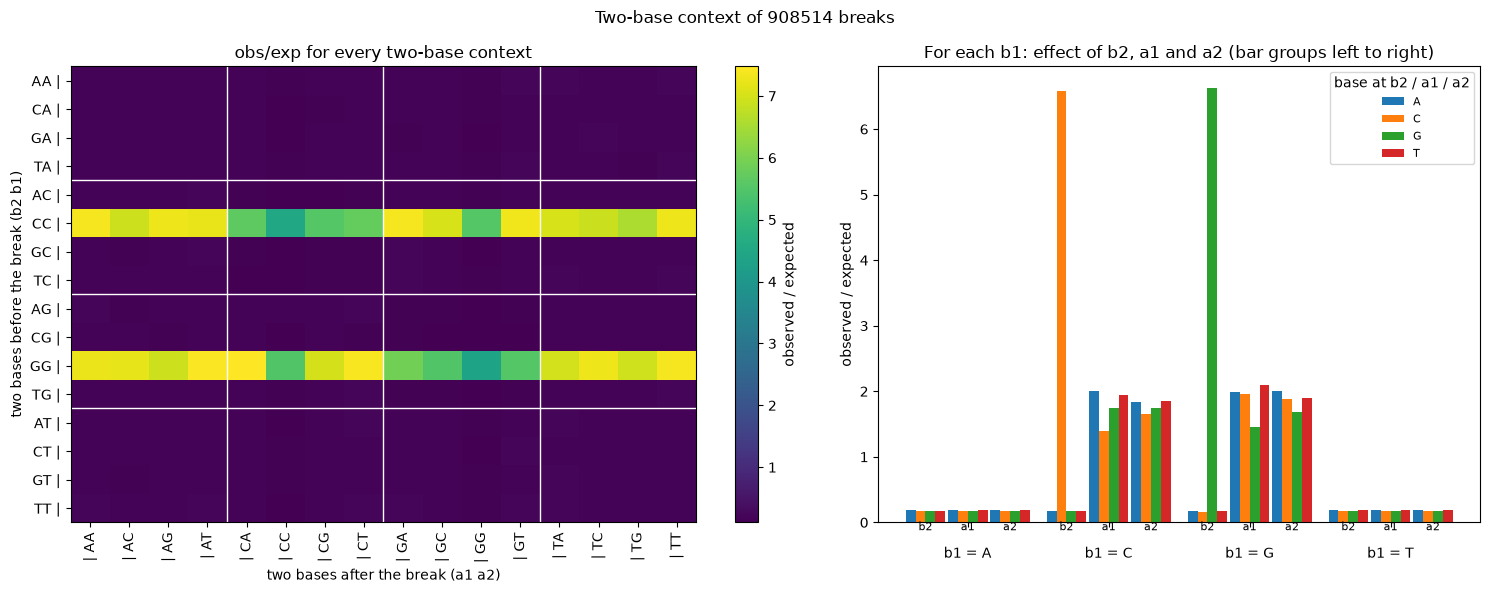 Two-base context of 908514 breaks
obs/exp for every two-base context
two bases before the break (b2 b1)
AA |
CA |
GA |
TA |
AC |
CC |
GC |
TC |
AG |
CG |
GG |
TG |
AT |
CT |
GT |
TT |
| AA
| AC
| AG
| AT
| CA
| CC
| CG
| CT
| GA
| GC
| GG
| GT
| TA
| TC
| TG
| TT
two bases after the break (a1 a2)
7
6
5
4
3
2
1
observed / expected
For each b1: effect of b2, a1 and a2 (bar groups left to right)
observed / expected
6
5
4
3
2
1
0
base at b2 / a1 / a2
A
C
G
T
b2 a1 a2 b2 a1 a2 b2 a1 a2 b2 a1 a2
b1 = A b1 = C b1 = G b1 = T